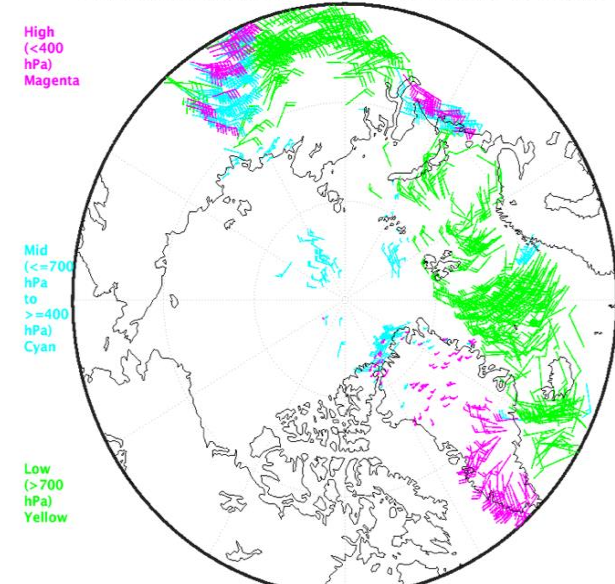 High
(<400
hPa)
Magenta
Mid
(<=700
hPa
to
>=400
hPa)
Cyan
Low
(>700
hPa)
Yellow